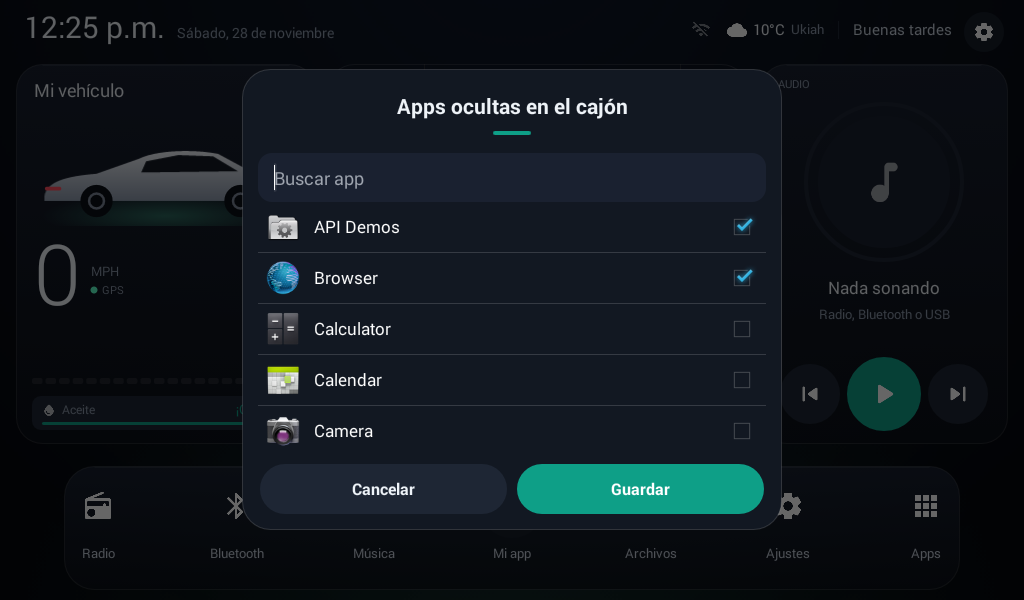 12:25 p.m.
Sábado, 28 de noviembre
10°C
Ukiah
Buenas tardes
Mi vehículo
AUDIO
Apps ocultas en el cajón
Buscar app
API Demos
Browser
Calculator
Calendar
Camera
Cancelar
Guardar
0
MPH
GPS
Aceite
Nada sonando
Radio, Bluetooth o USB
Radio
Bluetooth
Música
Mi app
Archivos
Ajustes
Apps